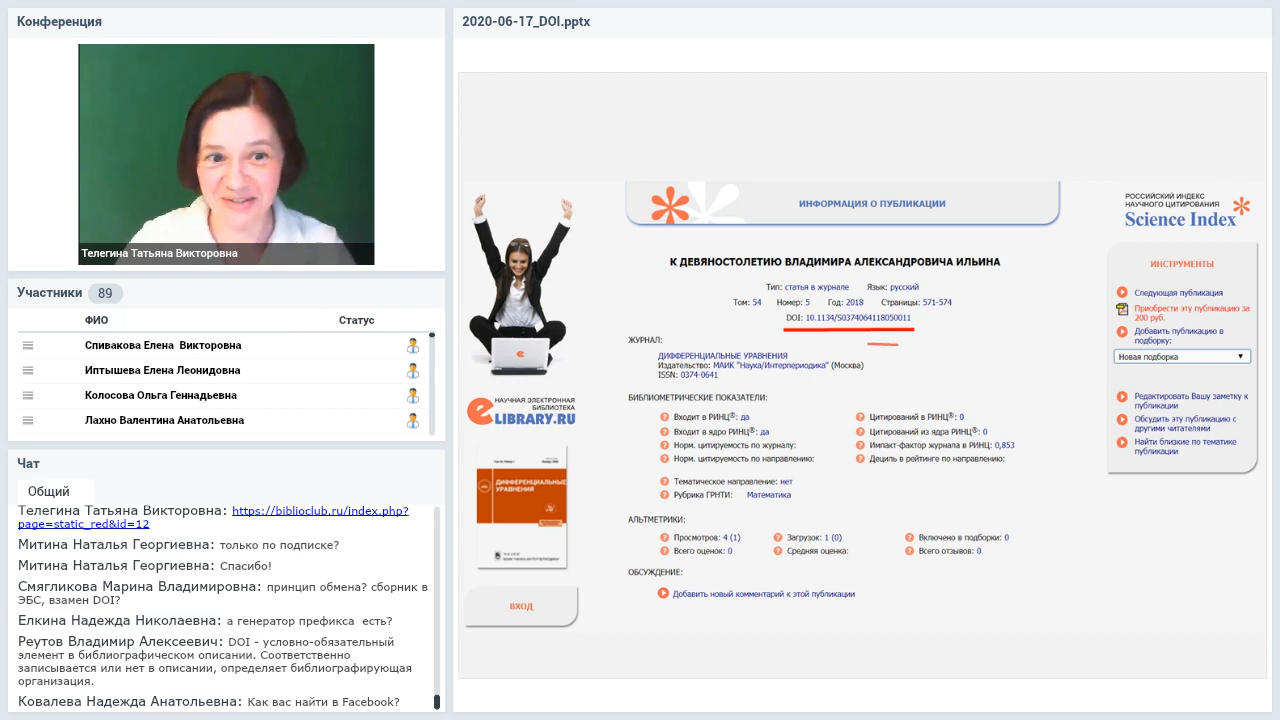 Конференция
Телегина Татьяна Викторовна
Участники 89
ФИО Статус
Спивакова Елена Викторовна
Иптышева Елена Леонидовна
Колосова Ольга Геннадьевна
Лахно Валентина Анатольевна
Чат
Общий
Телегина Татьяна Викторовна: https://biblioclub.ru/index.php?
page=static_red&id=12
Митина Наталья Георгиевна: только по подписке?
Митина Наталья Георгиевна: Спасибо!
Смягликова Марина Владимировна: принцип обмена? сборник в
ЭБС, взамен DOI?
Елкина Надежда Николаевна: а генератор префикса есть?
Реутов Владимир Алексеевич: DOI - условно-обязательный
элемент в библиографическом описании. Соответственно
записывается или нет в описании, определяет библиографирующая
организация.
Ковалева Надежда Анатольевна: Как вас найти в Facebook?
2020-06-17_DOI.pptx
НАУЧНАЯ ЭЛЕКТРОННАЯ
БИБЛИОТЕКА
eLIBRARY.RU
ДИФФЕРЕНЦИАЛЬНЫЕ
УРАВНЕНИЯ
ВХОД
ИНФОРМАЦИЯ О ПУБЛИКАЦИИ
К ДЕВЯНОСТОЛЕТИЮ ВЛАДИМИРА АЛЕКСАНДРОВИЧА ИЛЬИНА
Тип: статья в журнале Язык: русский
Том: 54 Номер: 5 Год: 2018 Страницы: 571-574
DOI: 10.1134/S0374064118050011
ЖУРНАЛ:
ДИФФЕРЕНЦИАЛЬНЫЕ УРАВНЕНИЯ
Издательство: МАИК "Наука/Интерпериодика" (Москва)
ISSN: 0374-0641
БИБЛИОМЕТРИЧЕСКИЕ ПОКАЗАТЕЛИ:
Входит в РИНЦ®: да Цитирований в РИНЦ®: 0
Входит в ядро РИНЦ®: да Цитирований из ядра РИНЦ®: 0
Норм. цитируемость по журналу: Импакт-фактор журнала в РИНЦ: 0,853
Норм. цитируемость по направлению: Дециль в рейтинге по направлению:
Тематическое направление: нет
Рубрика ГРНТИ: Математика
АЛЬТМЕТРИКИ:
Просмотров: 4 (1) Загрузок: 1 (0) Включено в подборки: 0
Всего оценок: 0 Средняя оценка: Всего отзывов: 0
ОБСУЖДЕНИЕ:
Добавить новый комментарий к этой публикации
РОССИЙСКИЙ ИНДЕКС
НАУЧНОГО ЦИТИРОВАНИЯ
Science Index
ИНСТРУМЕНТЫ
Следующая публикация
Приобрести эту публикацию за
200 руб.
Добавить публикацию в
подборку:
Новая подборка
Редактировать Вашу заметку к
публикации
Обсудить эту публикацию с
другими читателями
Найти близкие по тематике
публикации